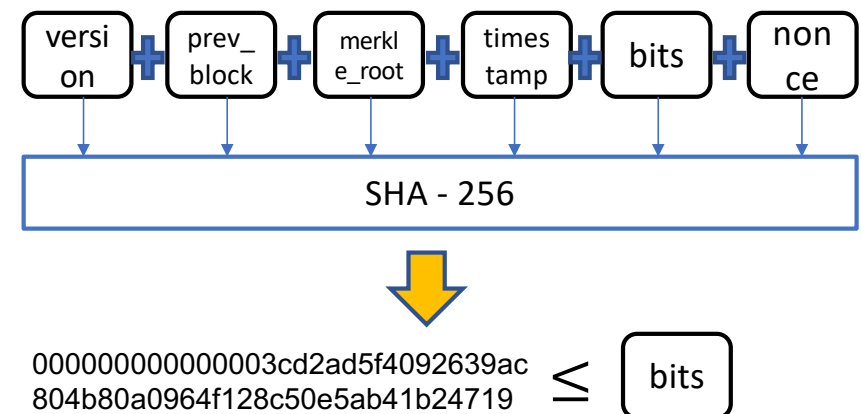 versi
on
prev_
block
merkl
e_root
times
tamp
bits
non
ce
SHA - 256
000000000000003cd2ad5f4092639ac
804b80a0964f128c50e5ab41b24719
≤
bits